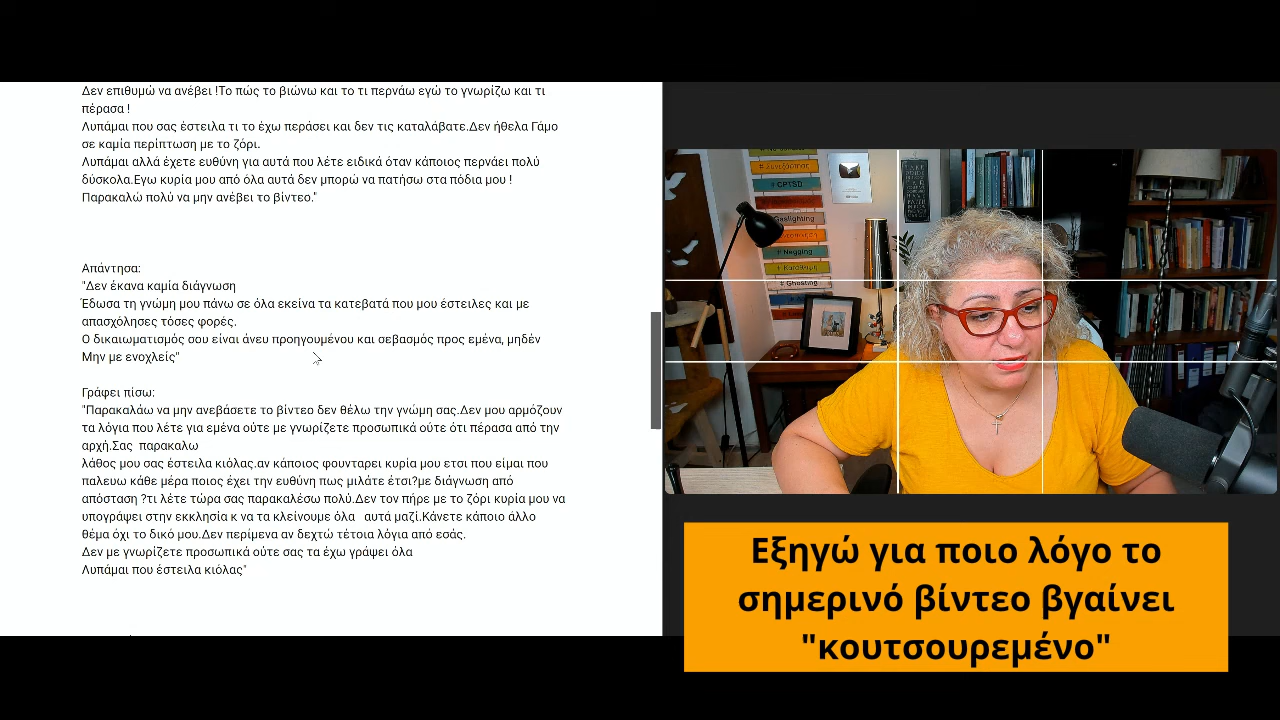 Δεν επιθυμώ να ανέβει !Το πώς το βιώνω και το τι περνάω εγώ το γνωρίζω και τι
πέρασα !
Λυπάμαι που σας έστειλα τι το έχω περάσει και δεν τις καταλάβατε.Δεν ήθελα Γάμο
σε καμία περίπτωση με το ζόρι.
Λυπάμαι αλλά έχετε ευθύνη για αυτά που λέτε ειδικά όταν κάποιος περνάει πολύ
δύσκολα.Εγω κυρία μου από όλα αυτά δεν μπορώ να πατήσω στα πόδια μου !
Παρακαλώ πολύ να μην ανέβει το βίντεο."
Απάντησα:
"Δεν έκανα καμία διάγνωση
Έδωσα τη γνώμη μου πάνω σε όλα εκείνα τα κατεβατά που μου έστειλες και με
απασχόλησες τόσες φορές.
Ο δικαιωματισμός σου είναι άνευ προηγουμένου και σεβασμός προς εμένα, μηδέν
Μην με ενοχλείς"
Γράφει πίσω:
"Παρακαλάω να μην ανεβάσετε το βίντεο δεν θέλω την γνώμη σας.Δεν μου αρμόζουν
τα λόγια που λέτε για εμένα ούτε με γνωρίζετε προσωπικά ούτε ότι πέρασα από την
αρχή.Σας παρακαλω
λάθος μου σας έστειλα κιόλας.αν κάποιος φουνταρει κυρία μου ετσι που είμαι που
παλευω κάθε μέρα ποιος έχει την ευθύνη πως μιλάτε έτσι?με διάγνωση από
απόσταση ?τι λέτε τώρα σας παρακαλέσω πολύ.Δεν τον πήρε με το ζόρι κυρία μου να
υπογράψει στην εκκλησία κ να τα κλείνουμε όλα αυτά μαζί.Κάνετε κάποιο άλλο
θέμα όχι το δικό μου.Δεν περίμενα αν δεχτώ τέτοια λόγια από εσάς.
Δεν με γνωρίζετε προσωπικά ούτε σας τα έχω γράψει όλα
Λυπάμαι που έστειλα κιόλας"
# CPTSD
Gaslighting
# Nagging
# Κατάθλιψη
# Ghosting
Εξηγώ για ποιο λόγο το
σημερινό βίντεο βγαίνει
"κουτσουρεμένο"